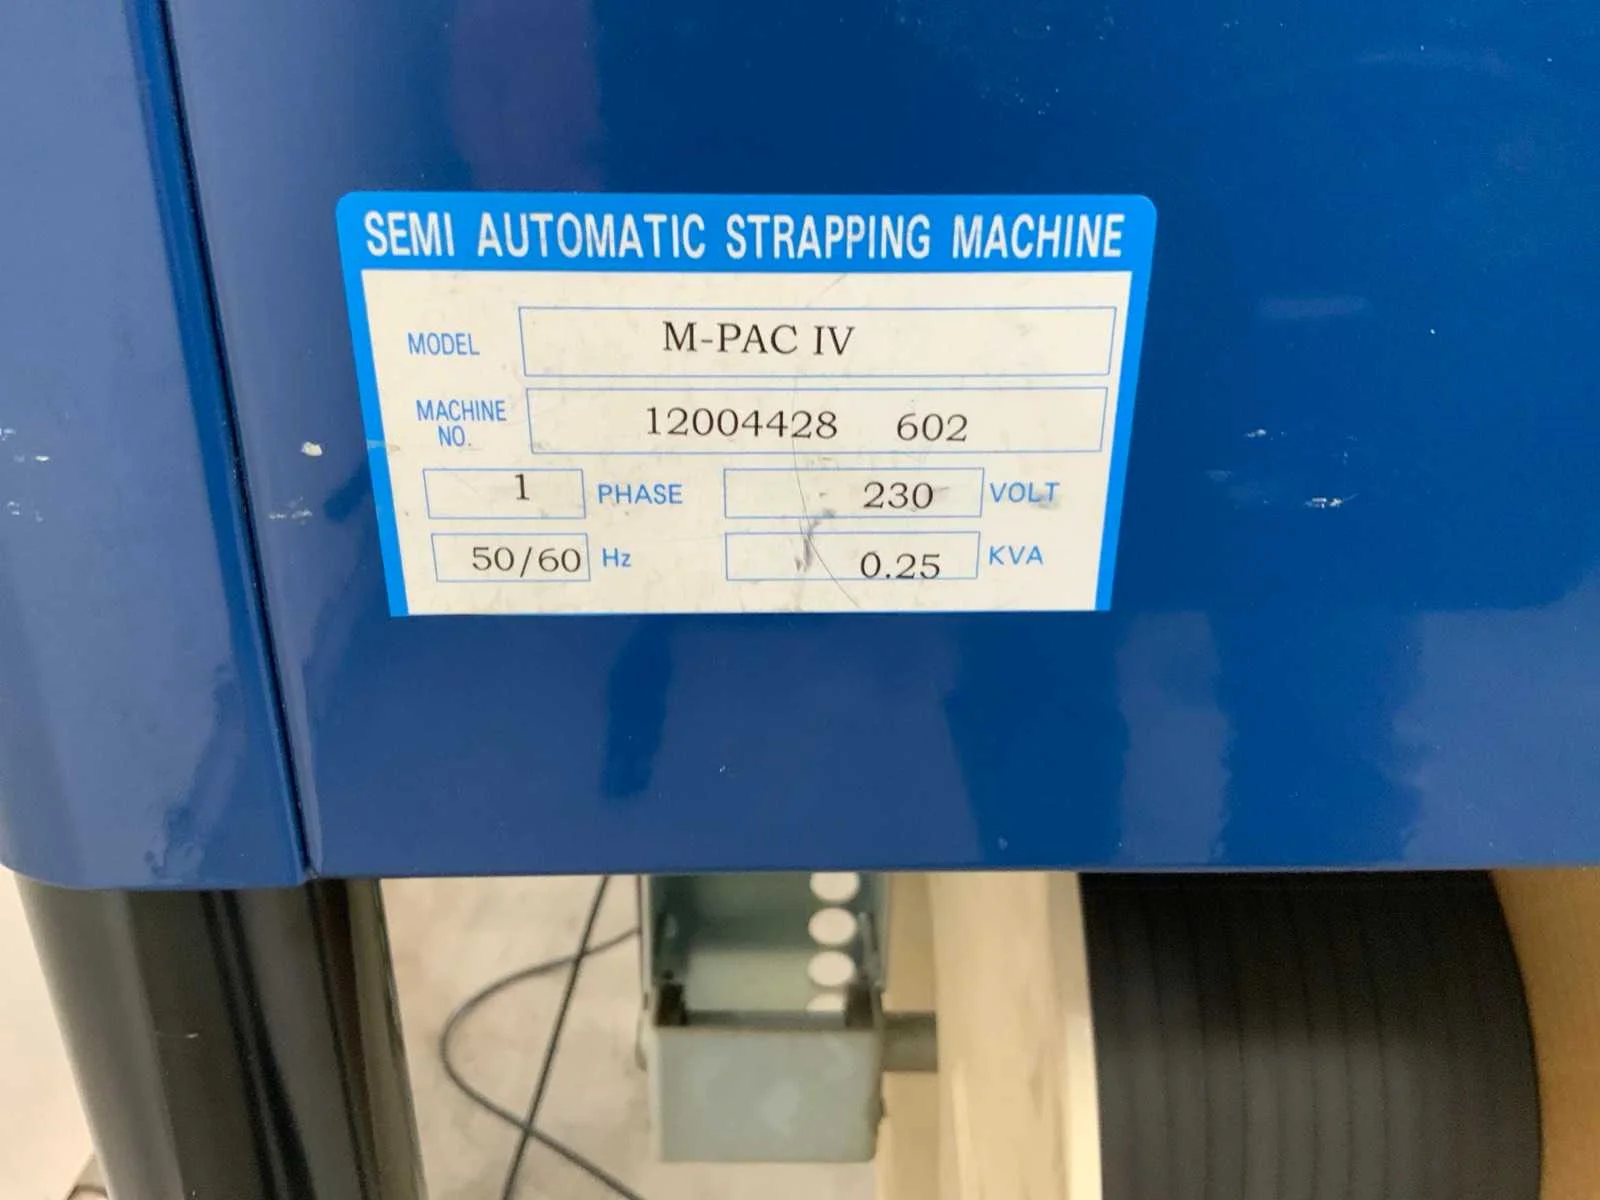 SEMI AUTOMATIC STRAPPING MACHINE
MODEL M-PAC IV
MACHINE NO. 12004428 602
1 PHASE 230 VOLT
50/60 Hz 0.25 KVA